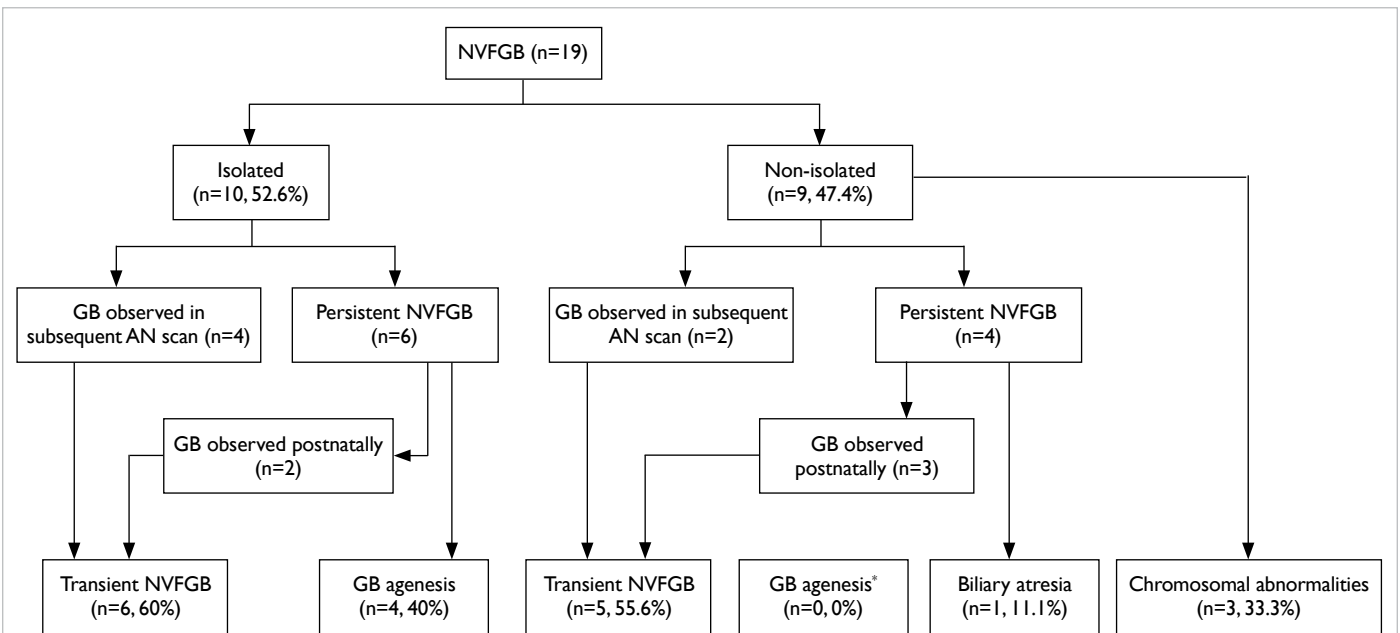 NVFGB (n=19)
Isolated
(n=10, 52.6%)
Non-isolated
(n=9, 47.4%)
GB observed in
subsequent AN scan (n=4)
Persistent NVFGB
(n=6)
GB observed in subsequent
AN scan (n=2)
Persistent NVFGB
(n=4)
GB observed postnatally
(n=2)
GB observed
postnatally (n=3)
Transient NVFGB
(n=6, 60%)
GB agenesis
(n=4, 40%)
Transient NVFGB
(n=5, 55.6%)
GB agenesis*
(n=0, 0%)
Biliary atresia
(n=1, 11.1%)
Chromosomal abnormalities
(n=3, 33.3%)